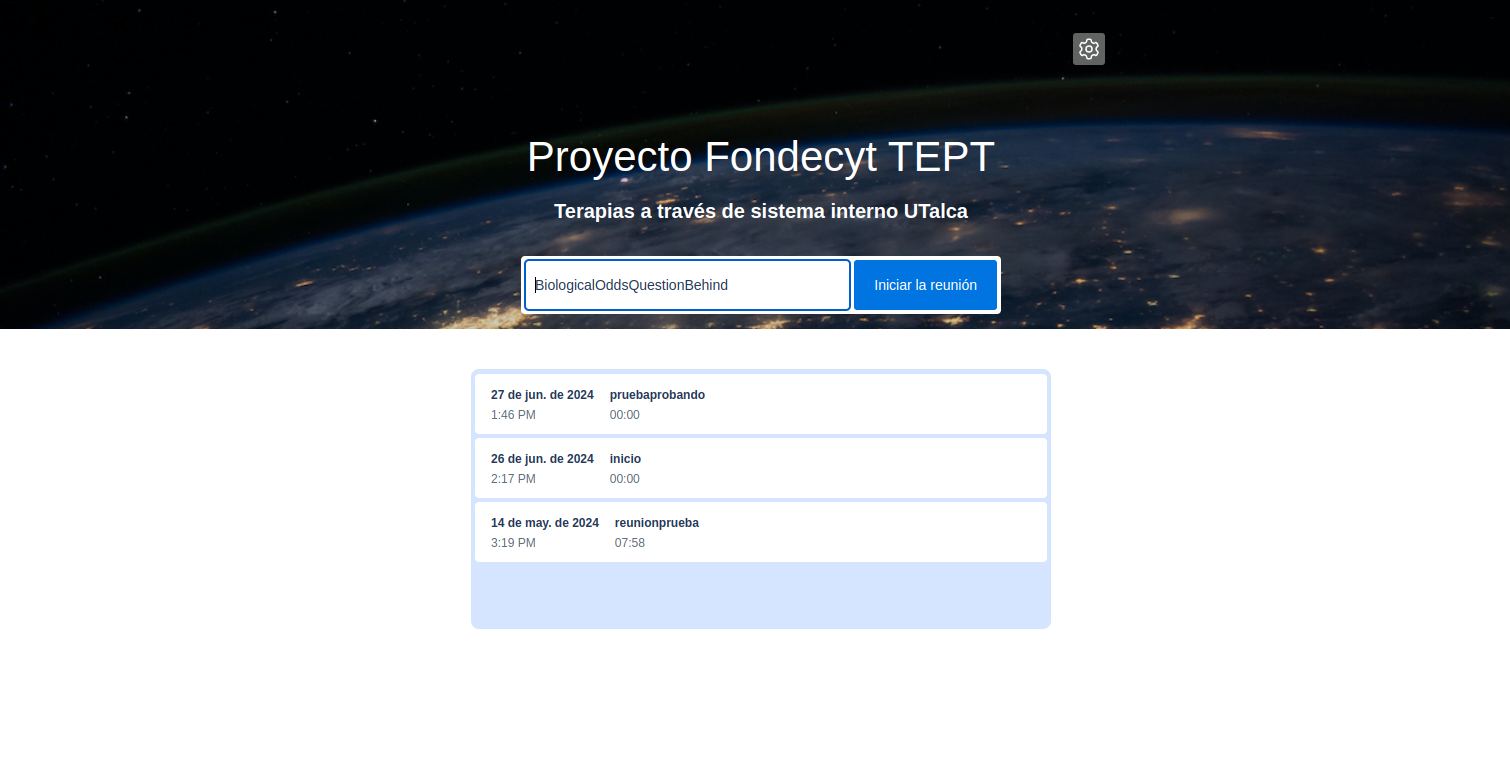 Proyecto Fondecyt TEPT
Terapias a través de sistema interno UTalca
BiologicalOddsQuestionBehind
Iniciar la reunión
27 de jun. de 2024 pruebaprobando
1:46 PM 00:00
26 de jun. de 2024 inicio
2:17 PM 00:00
14 de may. de 2024 reunionprueba
3:19 PM 07:58